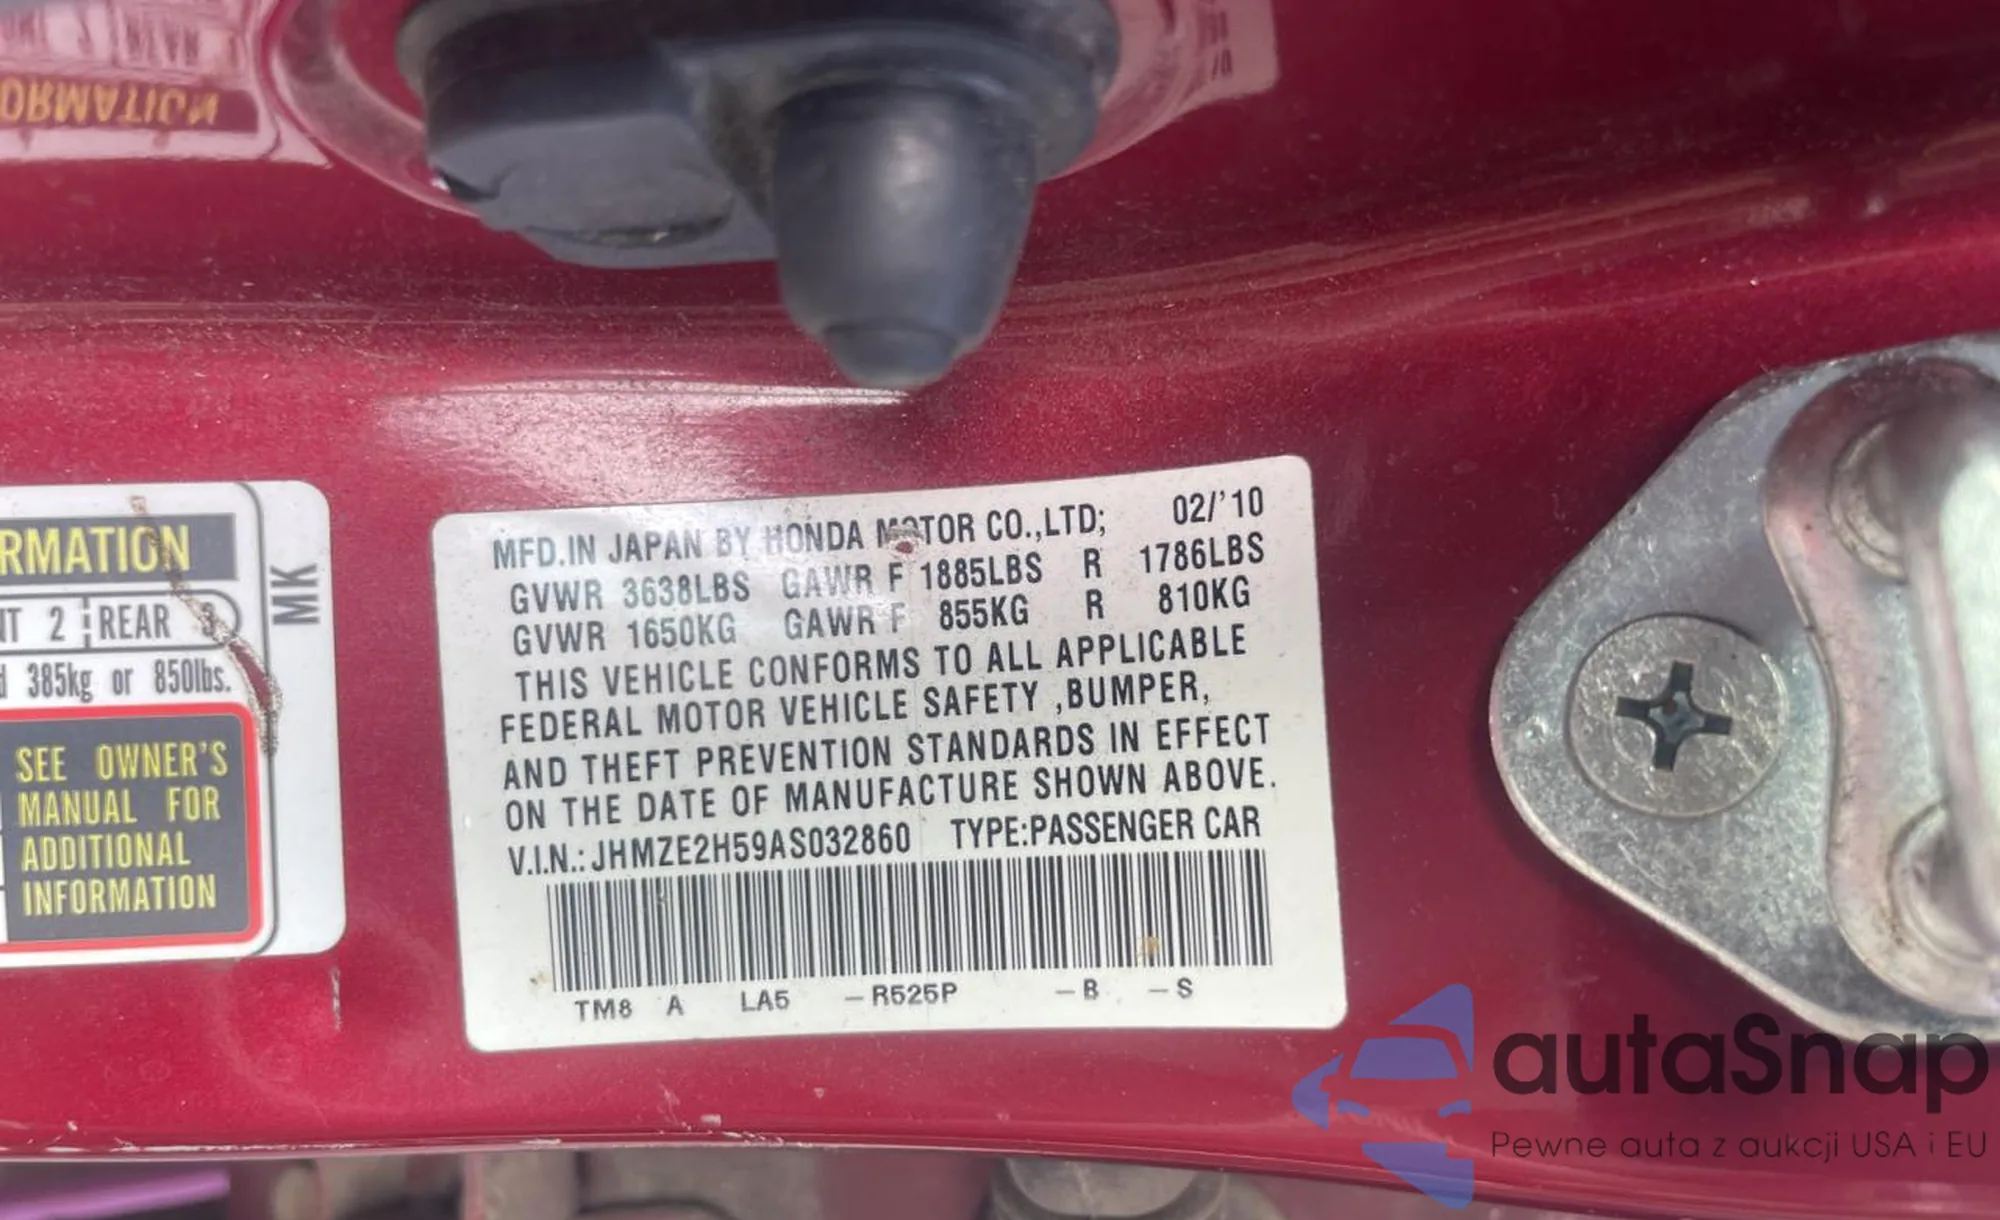 RMATION
NT 2 REAR 3
385kg or 850lbs.
MK
SEE OWNER'S
MANUAL FOR
ADDITIONAL
INFORMATION
MFD.IN JAPAN BY HONDA MOTOR CO.,LTD; 02/'10
GVWR 3638LBS GAWR F 1885LBS R 1786LBS
GVWR 1650KG GAWR F 855KG R 810KG
THIS VEHICLE CONFORMS TO ALL APPLICABLE
FEDERAL MOTOR VEHICLE SAFETY ,BUMPER,
AND THEFT PREVENTION STANDARDS IN EFFECT
ON THE DATE OF MANUFACTURE SHOWN ABOVE.
V.I.N.: JHMZE2H59AS032860 TYPE:PASSENGER CAR
TM8 A LA5 -R525P -B -S
autaSnap
Pewne auta z aukcji USA i EU